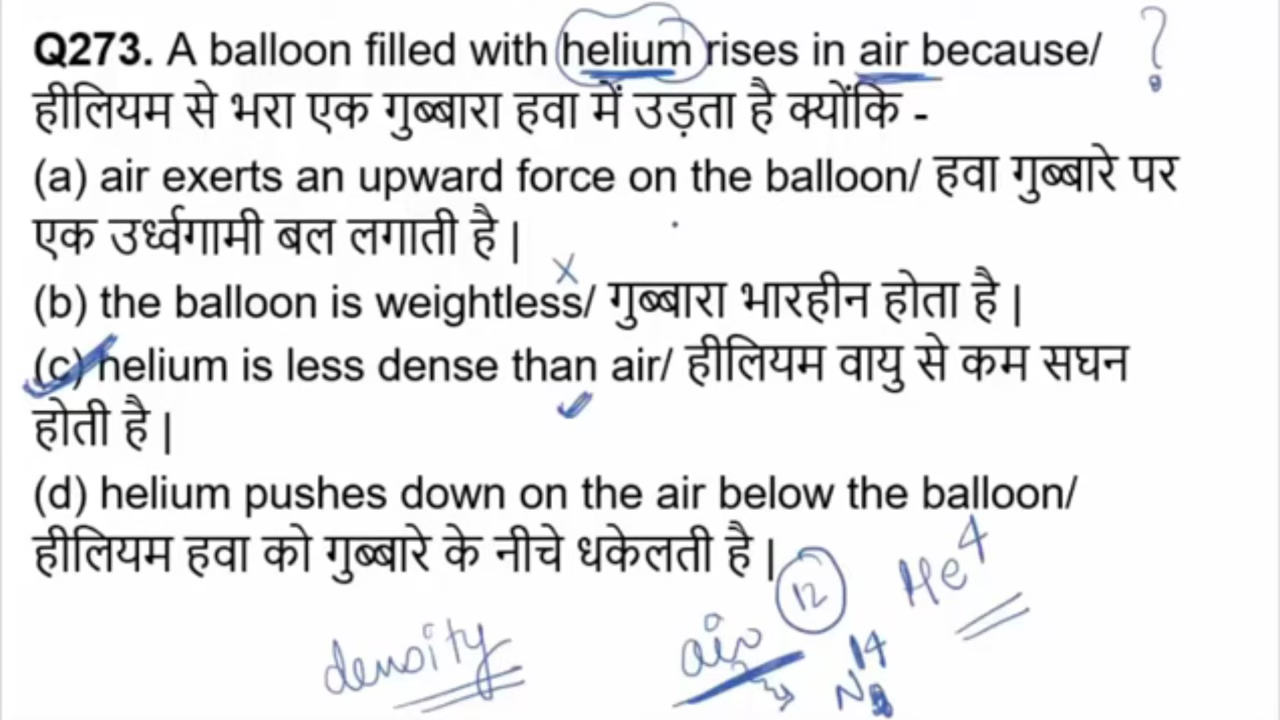 Q273. A balloon filled with helium rises in air because/ ?
हीलियम से भरा एक गुब्बारा हवा में उड़ता है क्योंकि -
(a) air exerts an upward force on the balloon/ हवा गुब्बारे पर
एक उर्ध्वगामी बल लगाती है |
(b) the balloon is weightless/ गुब्बारा भारहीन होता है |
(c) helium is less dense than air/ हीलियम वायु से कम सघन
होती है |
(d) helium pushes down on the air below the balloon/
हीलियम हवा को गुब्बारे के नीचे धकेलती है |
12 He4
density air 14
N2